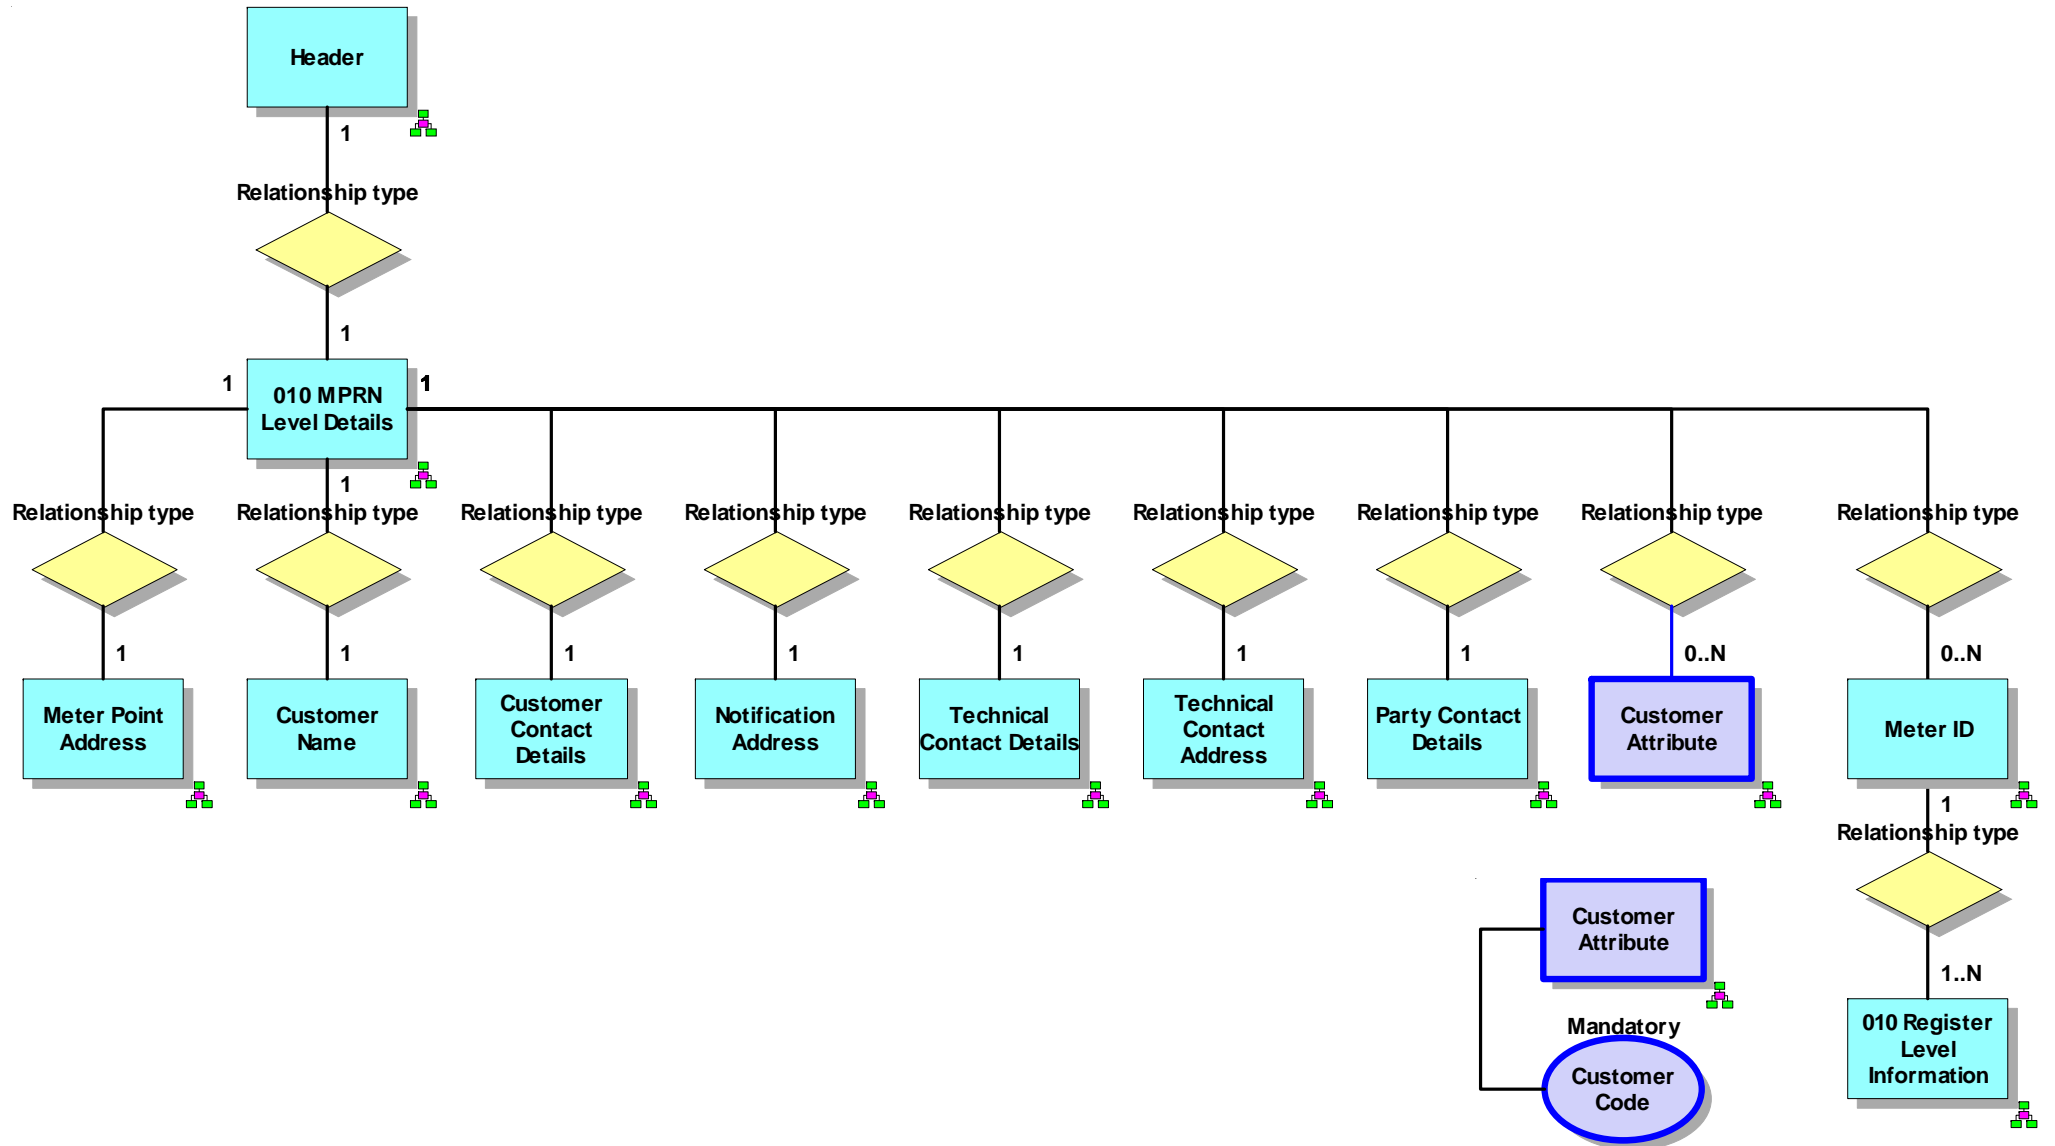 Header
1
Relationship type
1
1
010 MPRN
Level Details
1
1
Relationship type
Relationship type
Relationship type
Relationship type
Relationship type
Relationship type
Relationship type
Relationship type
Relationship type
1
1
1
1
1
1
1
0..N
0..N
Meter Point
Address
Customer
Name
Customer
Contact
Details
Notification
Address
Technical
Contact Details
Technical
Contact
Address
Party Contact
Details
Customer
Attribute
Meter ID
1
Relationship type
Customer
Attribute
1..N
Mandatory
Customer
Code
010 Register
Level
Information